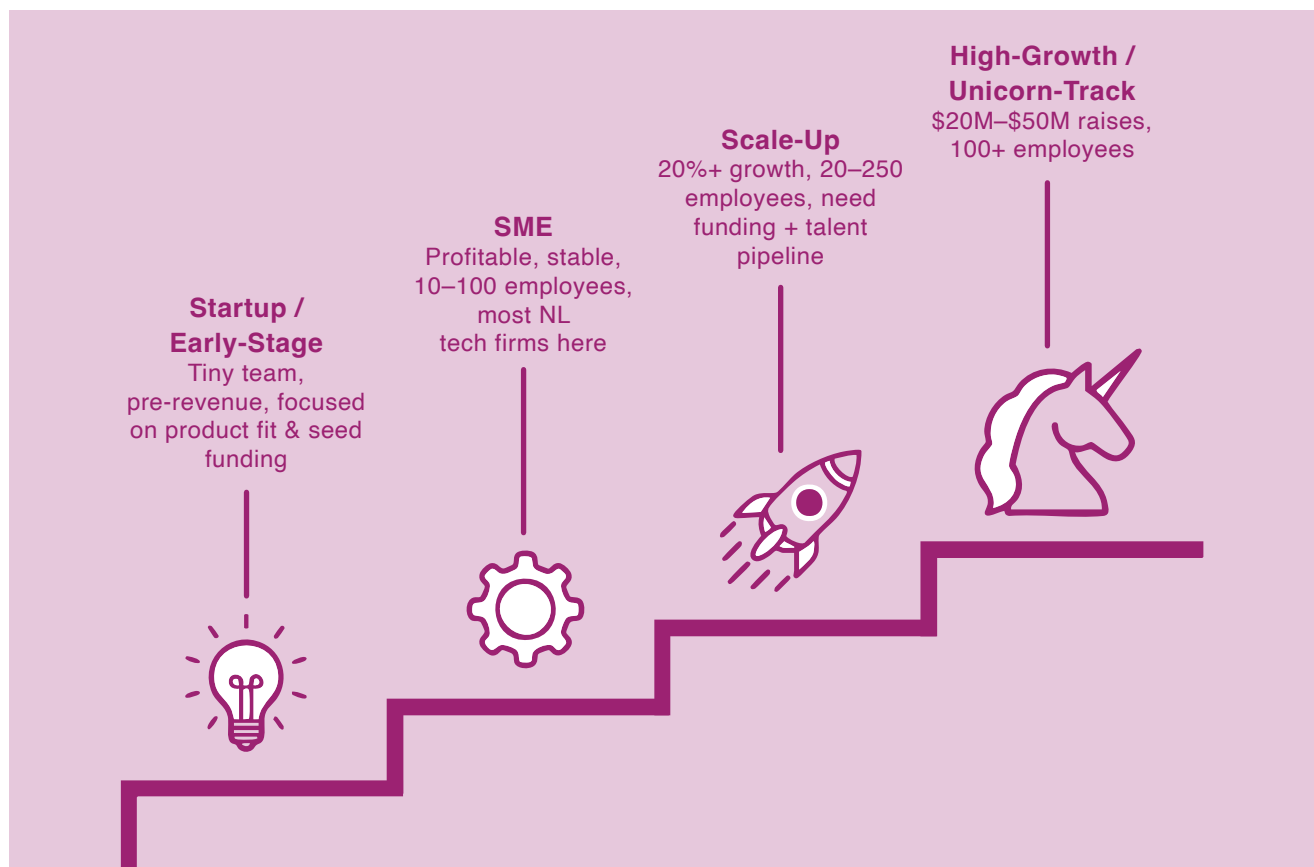 Startup /
Early-Stage
Tiny team,
pre-revenue, focused
on product fit & seed
funding
SME
Profitable, stable,
10–100 employees,
most NL
tech firms here
Scale-Up
20%+ growth, 20–250
employees, need
funding + talent
pipeline
High-Growth /
Unicorn-Track
$20M–$50M raises,
100+ employees